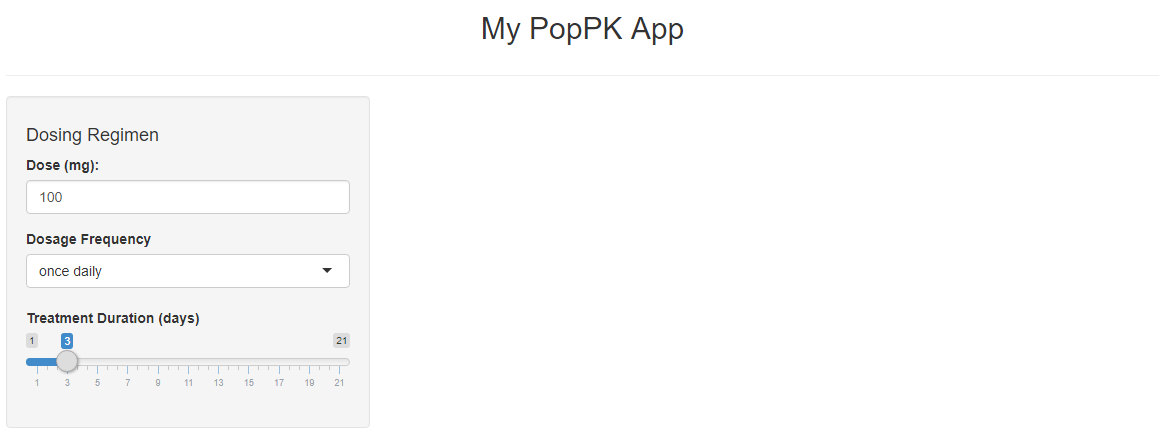 My PopPK App
Dosing Regimen
Dose (mg):
100
Dosage Frequency
once daily
Treatment Duration (days)
1 3 21
1 3 5 7 9 11 13 15 17 19 21